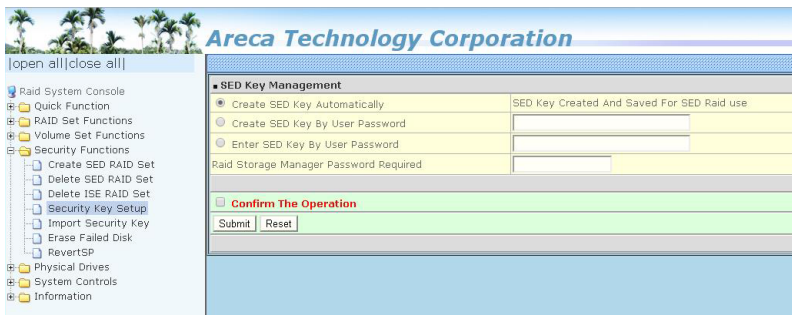 Areca Technology Corporation
|open all|close all|
Raid System Console
Quick Function
RAID Set Functions
Volume Set Functions
Security Functions
Create SED RAID Set
Delete SED RAID Set
Delete ISE RAID Set
Security Key Setup
Import Security Key
Erase Failed Disk
RevertSP
Physical Drives
System Controls
Information
SED Key Management
Create SED Key Automatically SED Key Created And Saved For SED Raid use
Create SED Key By User Password
Enter SED Key By User Password
Raid Storage Manager Password Required
Confirm The Operation
Submit Reset